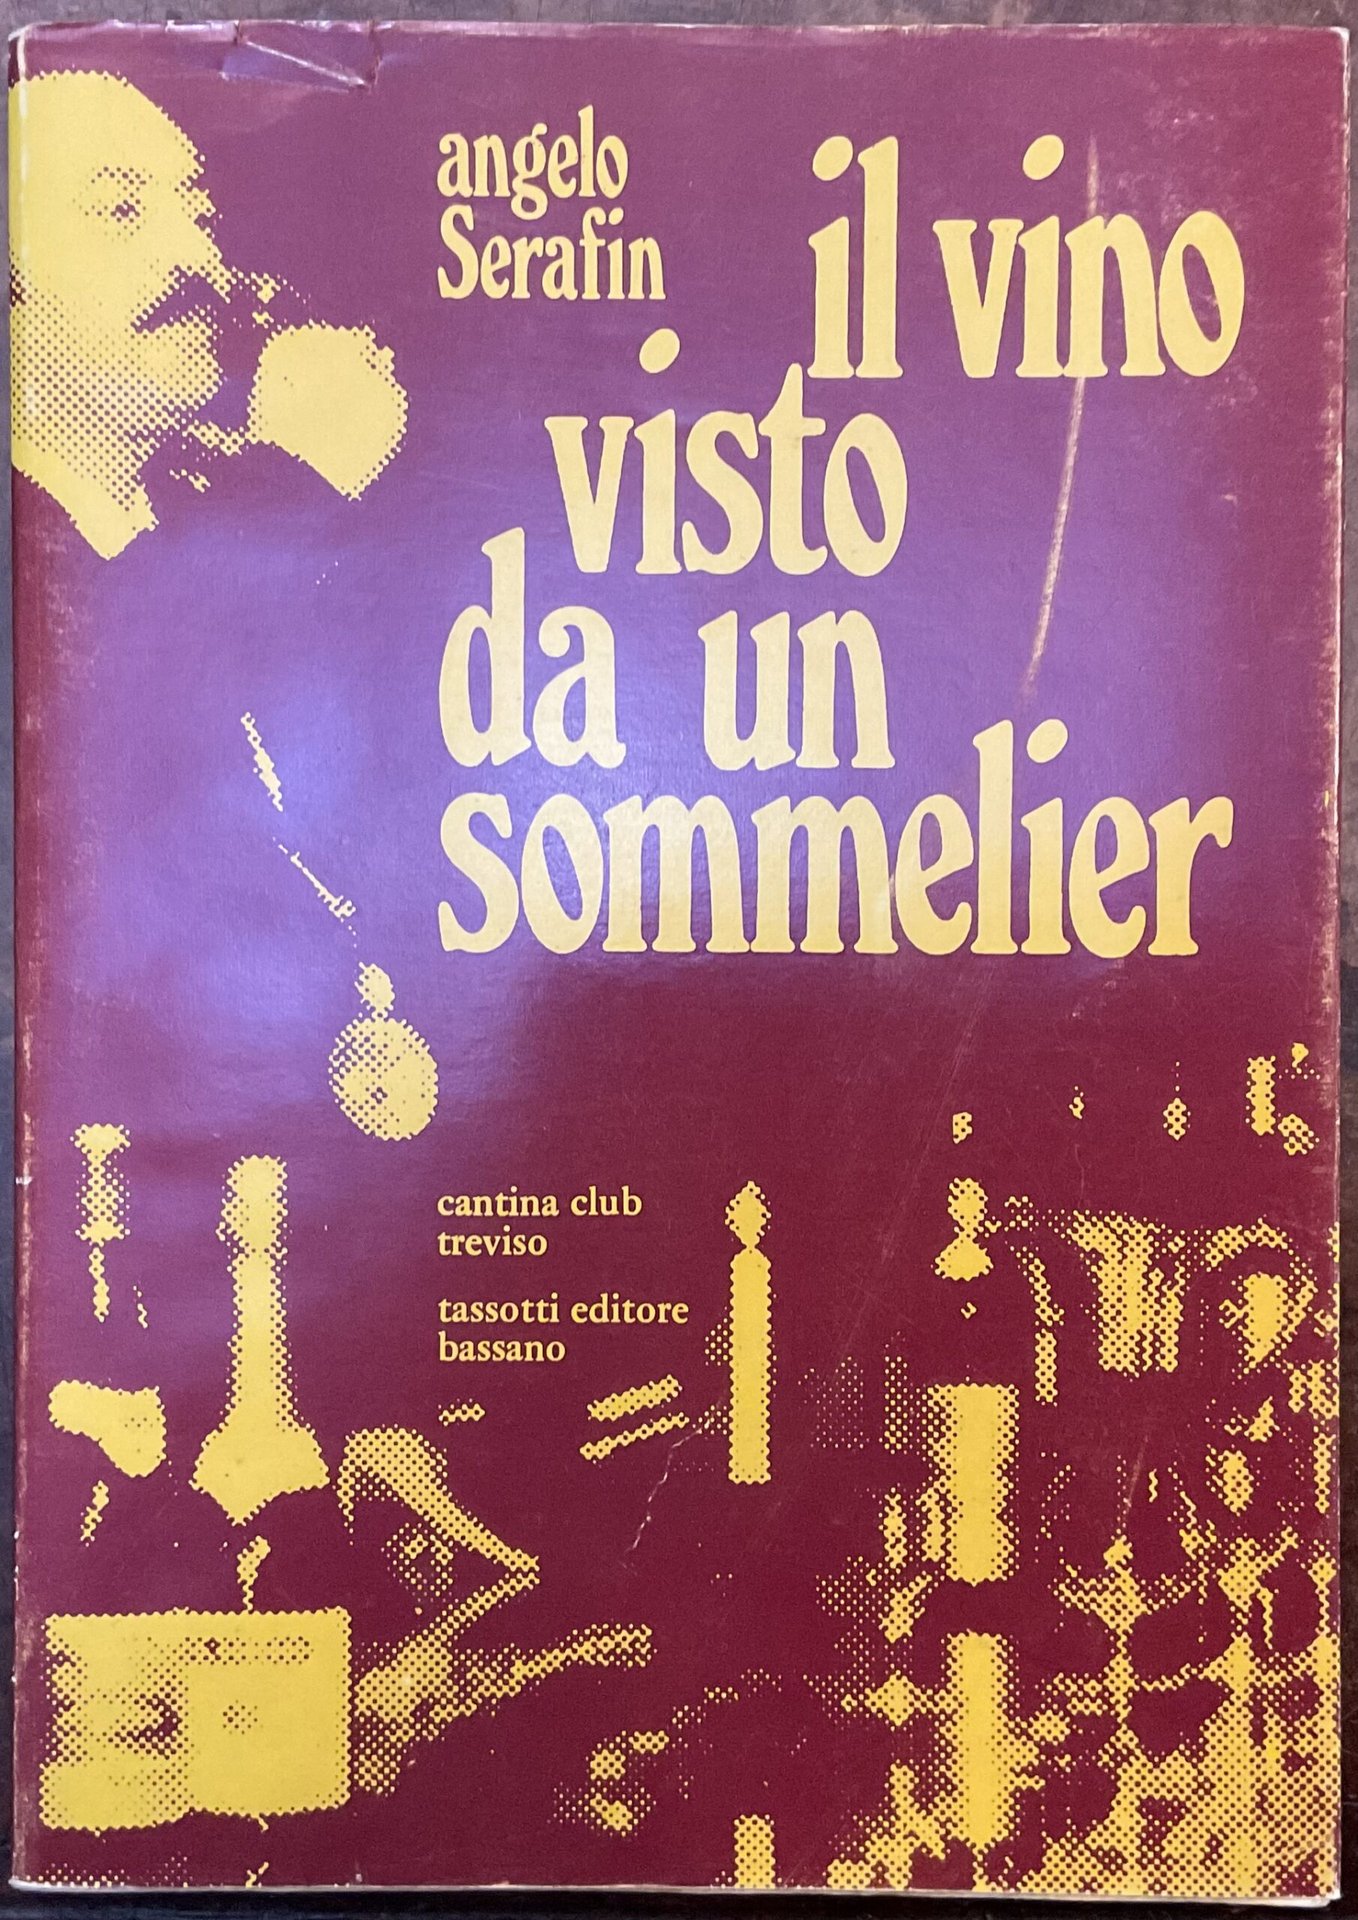 angelo
Serafin
il vino
visto
da un
sommelier
cantina club
treviso
tassotti editore
bassano